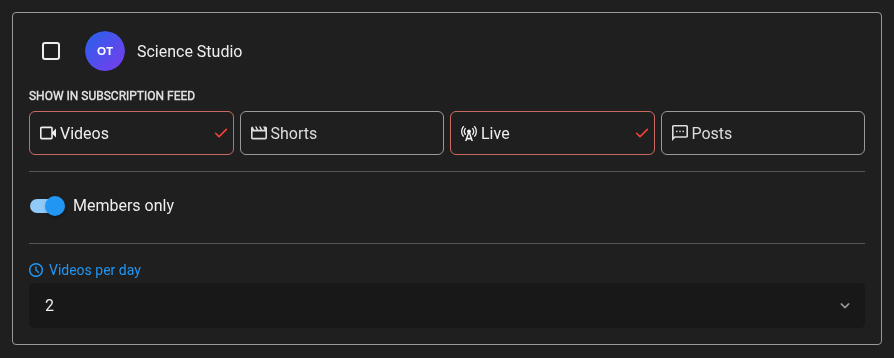 OT Science Studio
SHOW IN SUBSCRIPTION FEED
Videos Shorts Live Posts
Members only
Videos per day
2